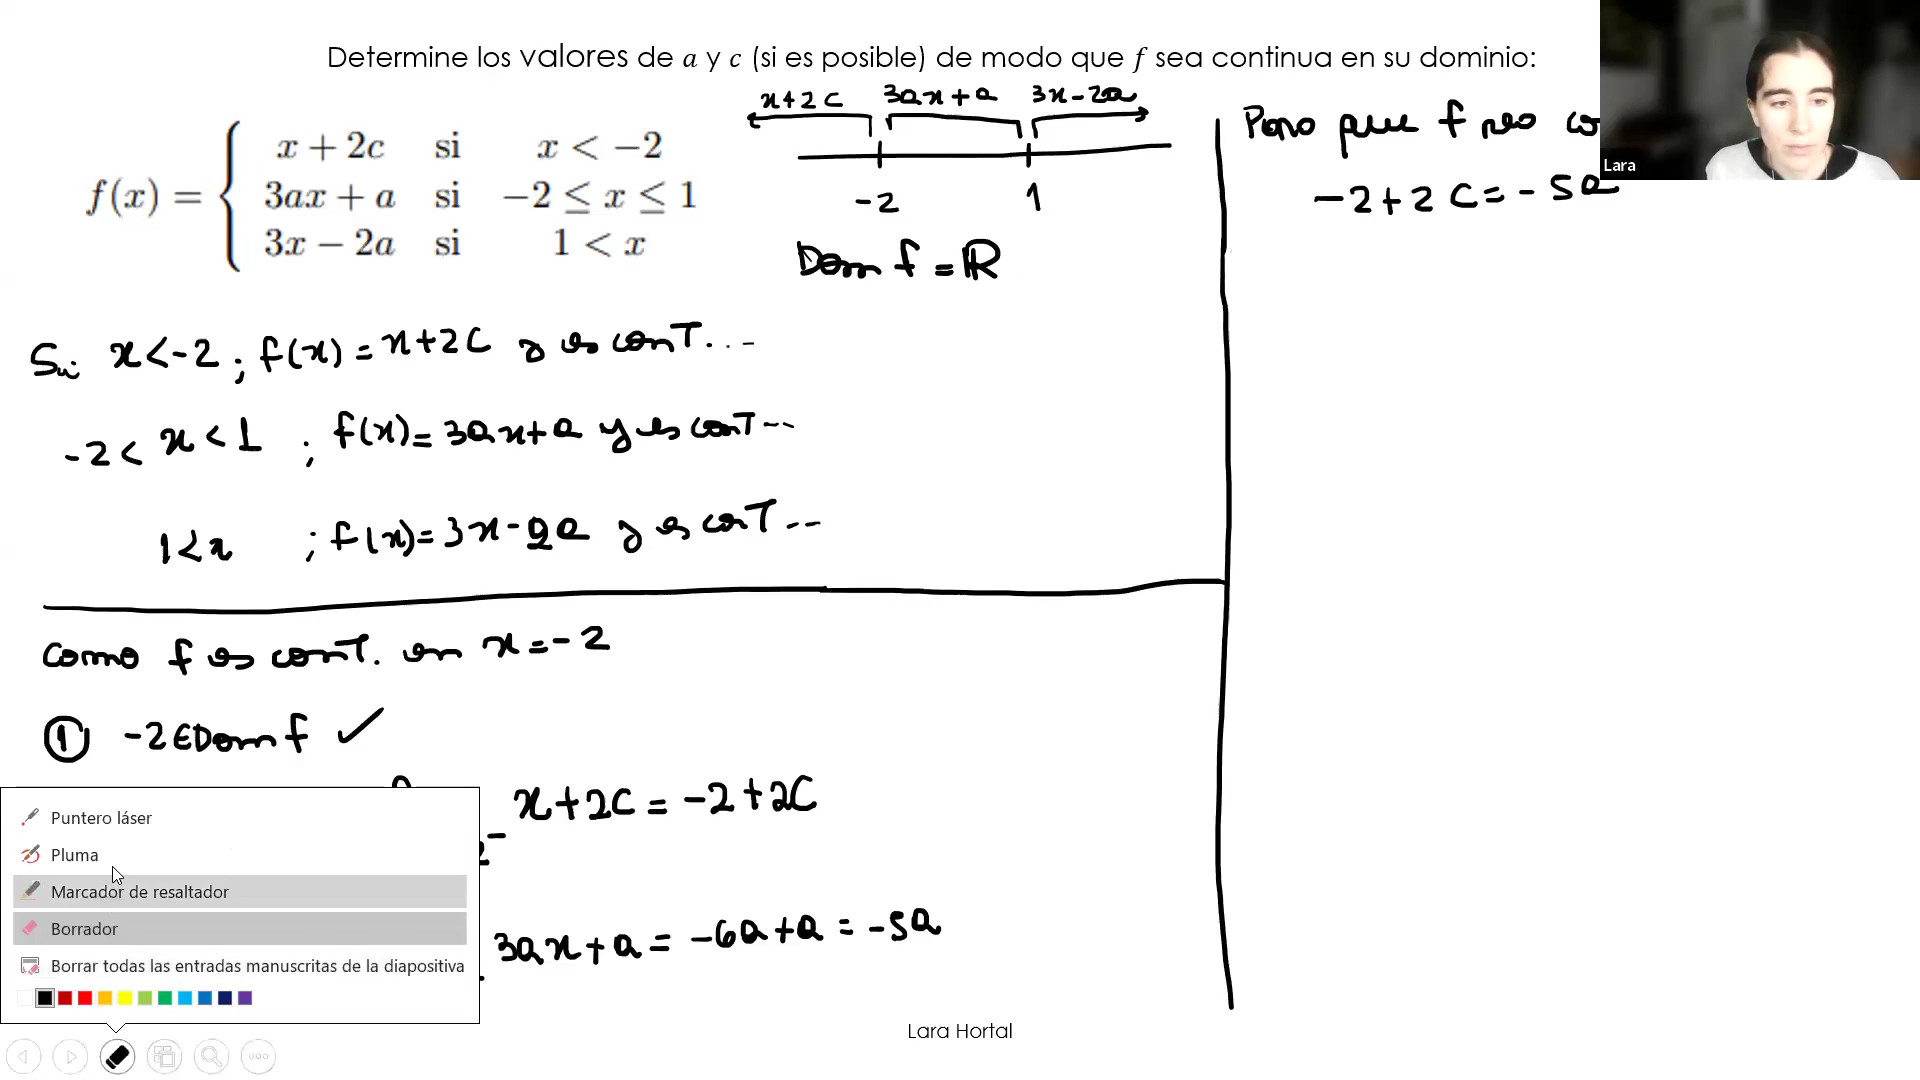 Determine los valores de a y c (si es posible) de modo que f sea continua en su dominio:
f(x) = { x + 2c si x < −2
3ax + a si −2 ≤ x ≤ 1
3x − 2a si 1 < x
x+2c 3ax+a 3x-2a
-2 1
Dom f = ℝ
Si x<-2 ; f(x)=x+2c y es cont. ..
-2< x <1 ; f(x)=3ax+a y es cont...
1<x ; f(x)=3x-2a y es cont ..
Como f es cont. en x=-2
① -2 ∈ Dom f ✓
x+2c = -2+2c
3ax+a = -6a+a = -5a
Para que f sea co
-2+2c=-5a
Lara
Puntero láser
Pluma
Marcador de resaltador
Borrador
Borrar todas las entradas manuscritas de la diapositiva
Lara Hortal